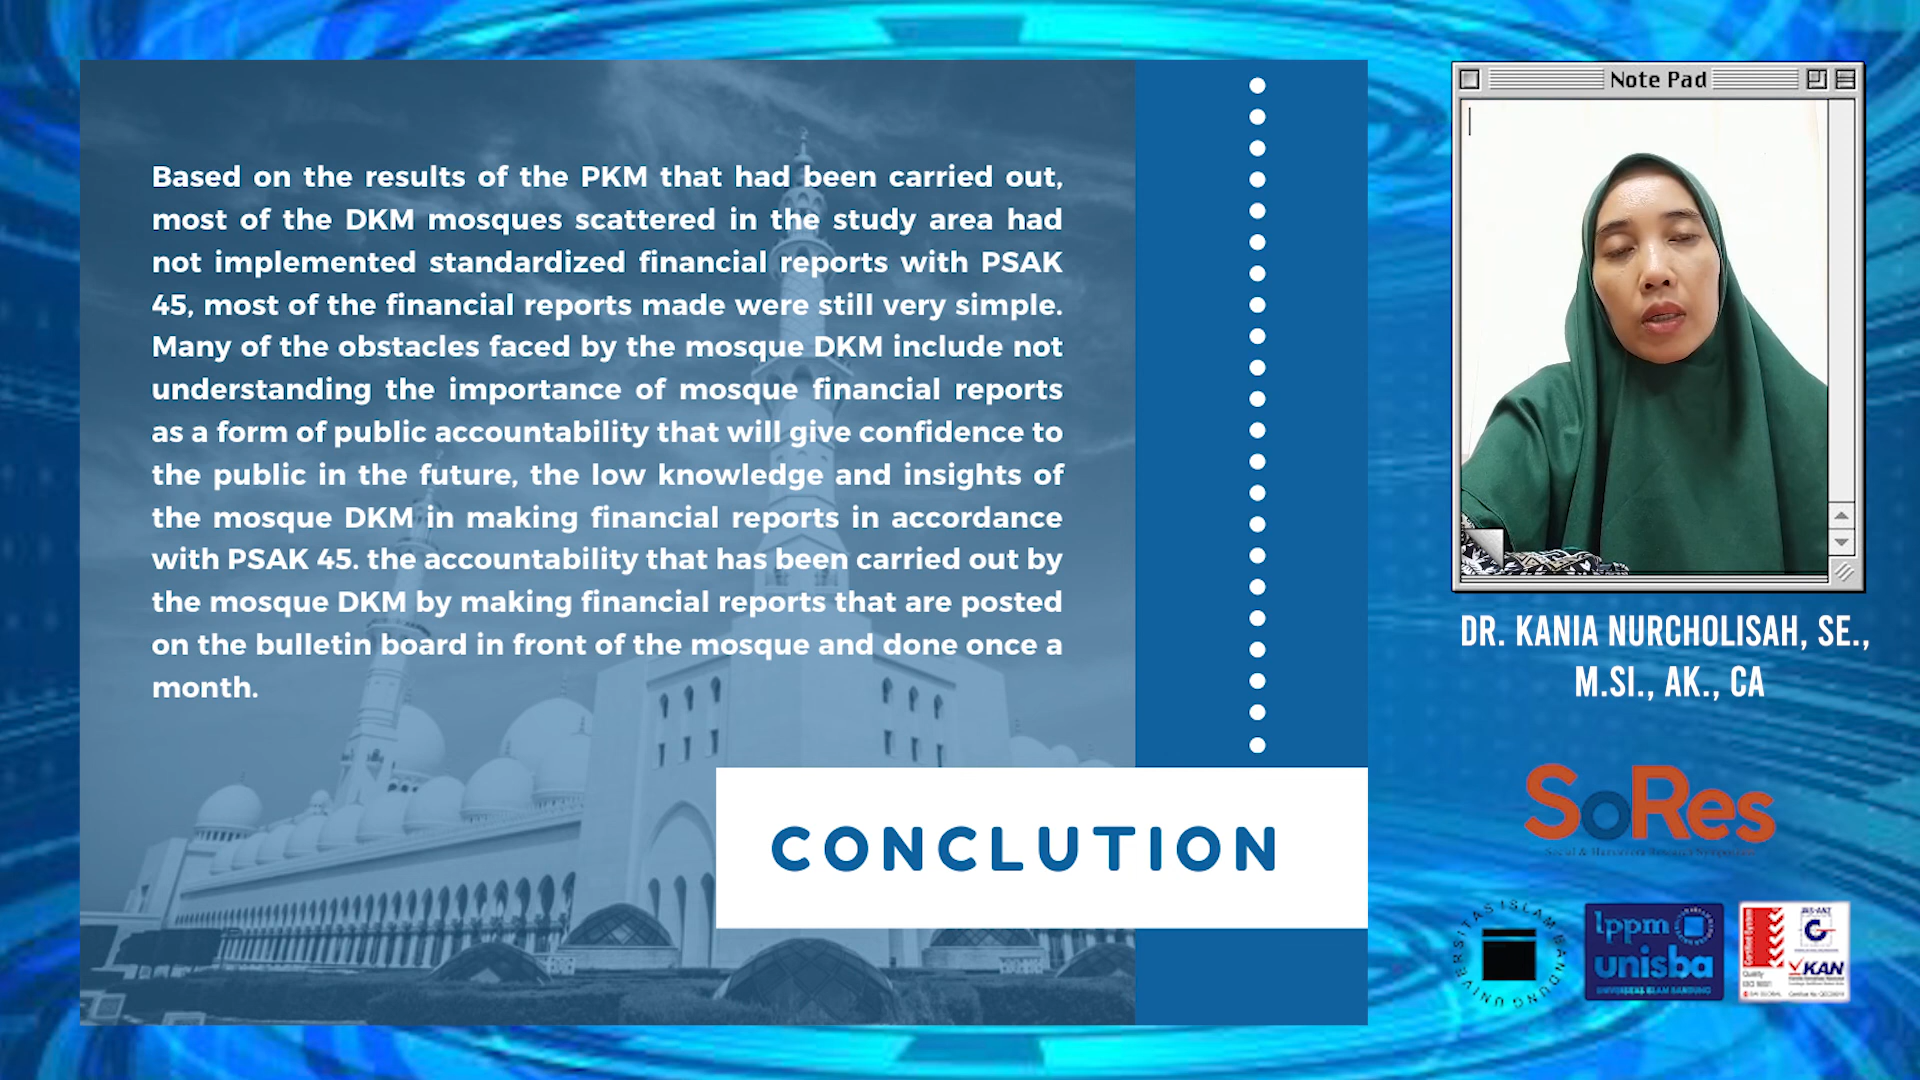 Based on the results of the PKM that had been carried out,
most of the DKM mosques scattered in the study area had
not implemented standardized financial reports with PSAK
45, most of the financial reports made were still very simple.
Many of the obstacles faced by the mosque DKM include not
understanding the importance of mosque financial reports
as a form of public accountability that will give confidence to
the public in the future, the low knowledge and insights of
the mosque DKM in making financial reports in accordance
with PSAK 45. the accountability that has been carried out by
the mosque DKM by making financial reports that are posted
on the bulletin board in front of the mosque and done once a
month.
CONCLUTION
Note Pad
DR. KANIA NURCHOLISAH, SE.,
M.SI., AK., CA
SoRes
UNIVERSITAS ISLAM BANDUNG
lppm
unisba
UNIVERSITAS ISLAM BANDUNG
KAN